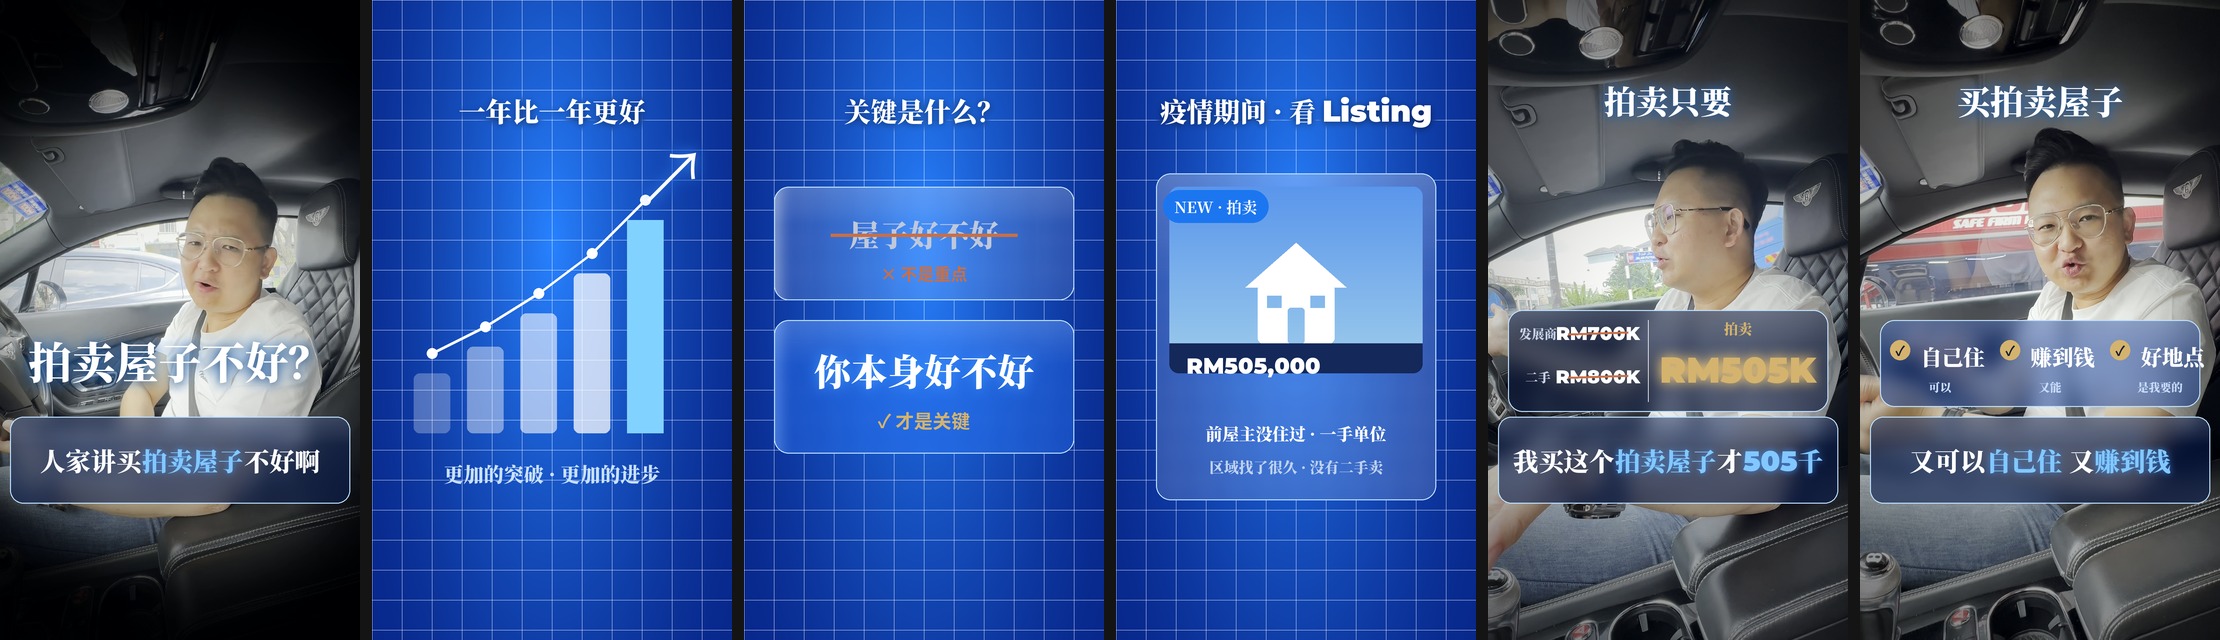 拍卖屋子不好?
人家讲买拍卖屋子不好啊
一年比一年更好
更加的突破·更加的进步
关键是什么?
屋子好不好
× 不是重点
你本身好不好
✓ 才是关键
疫情期间·看 Listing
NEW · 拍卖
RM505,000
前屋主没住过·一手单位
区域找了很久·没有二手卖
拍卖只要
发展商 RM700K
二手 RM800K
拍卖
RM505K
我买这个拍卖屋子才505千
买拍卖屋子
SAFE FIRM
✓ 自己住 ✓ 赚到钱 ✓ 好地点
可以 又能 是我要的
又可以自己住 又赚到钱